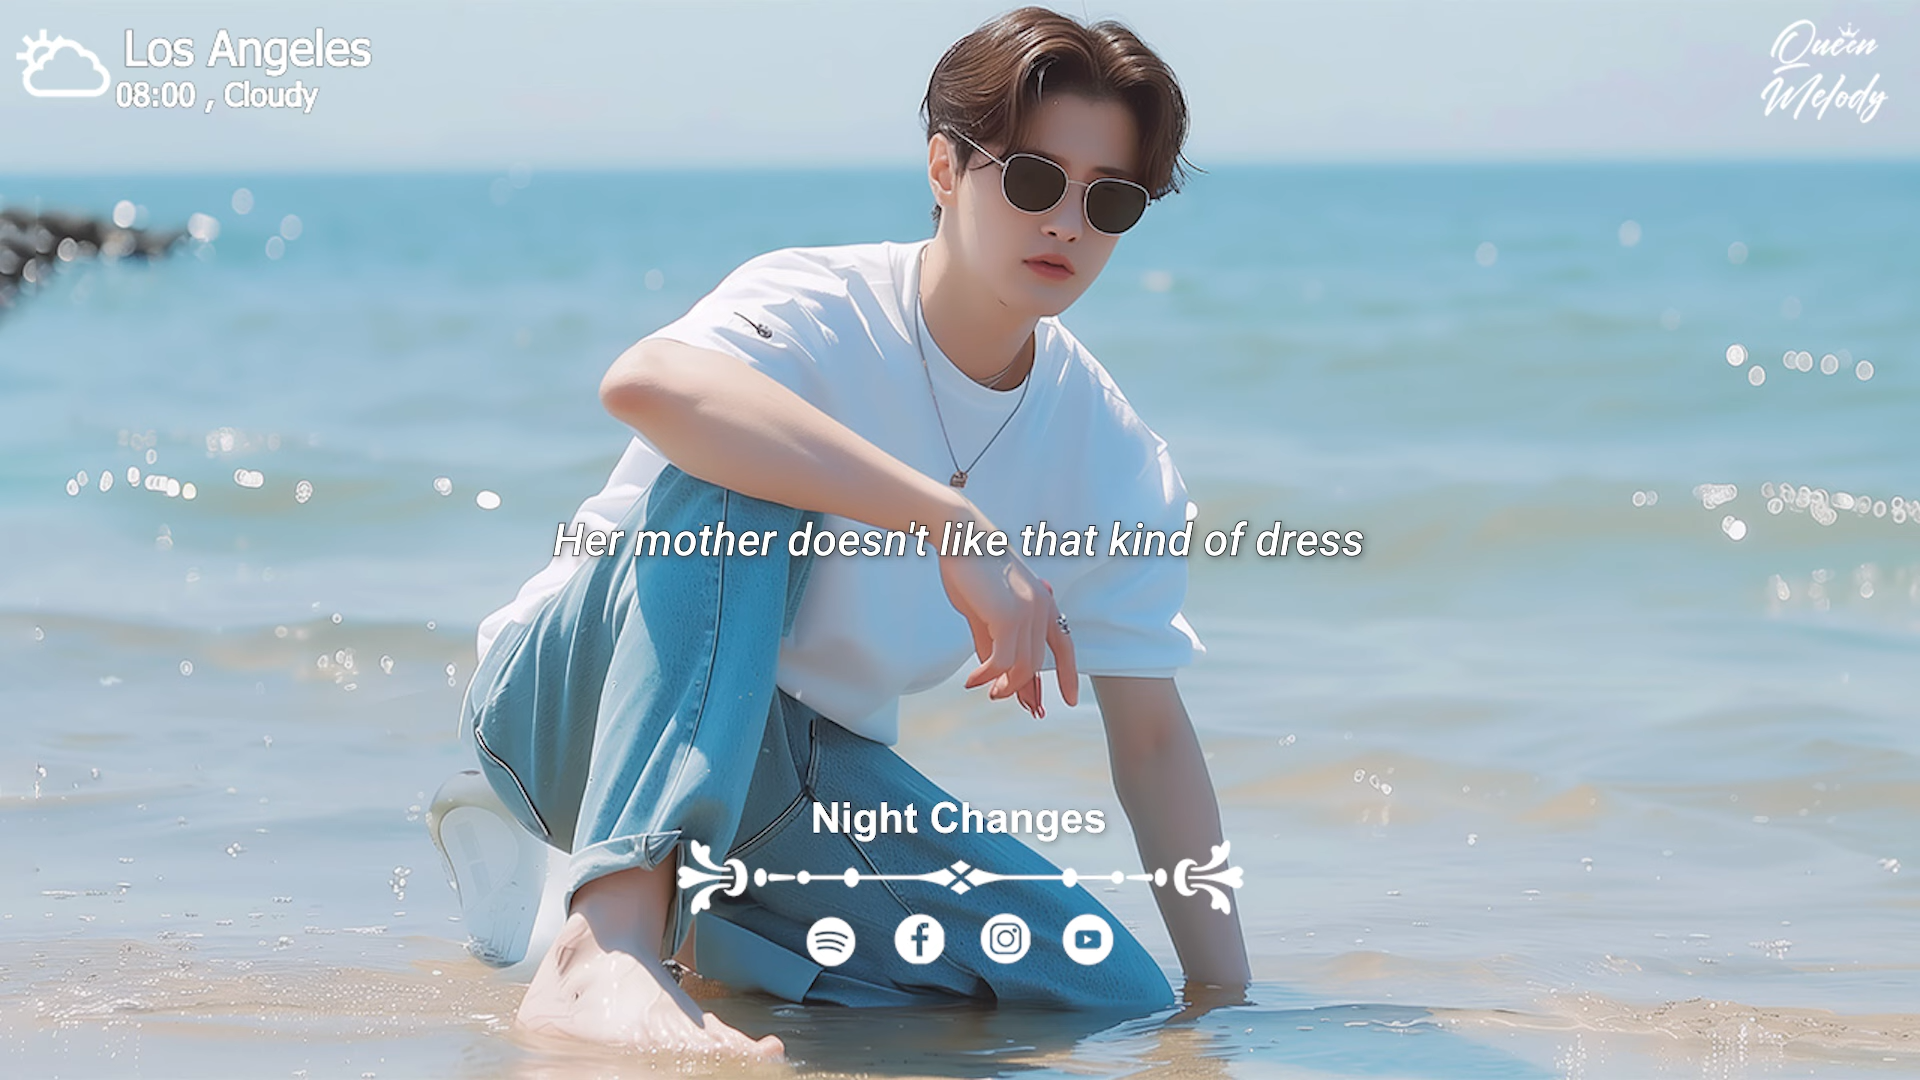 Los Angeles
08:00 , Cloudy
Queen
Melody
Her mother doesn't like that kind of dress
Night Changes